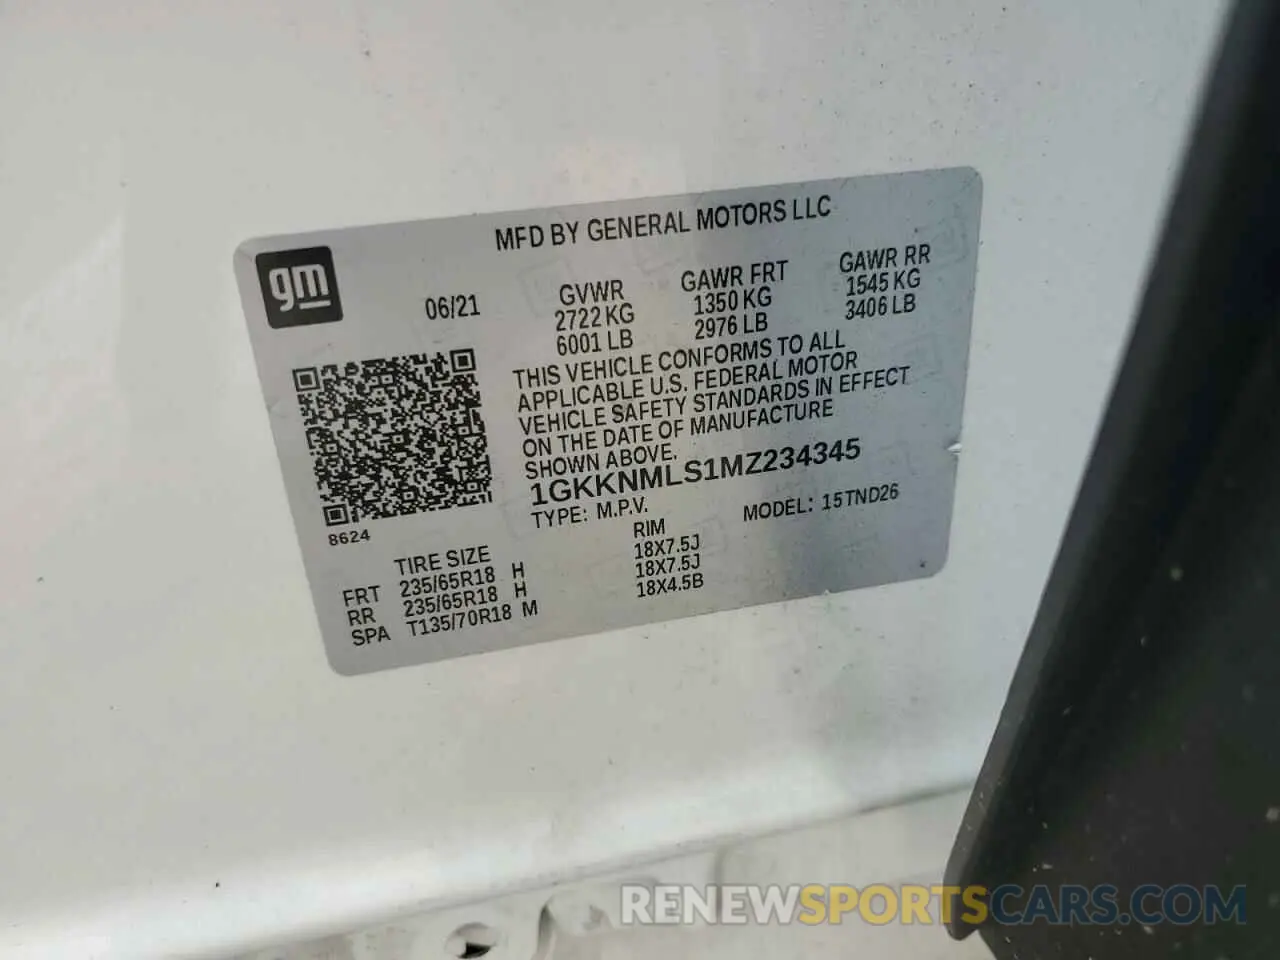 MFD BY GENERAL MOTORS LLC
gm
06/21
GVWR
2722 KG
6001 LB
GAWR FRT
1350 KG
2976 LB
GAWR RR
1545 KG
3406 LB
THIS VEHICLE CONFORMS TO ALL
APPLICABLE U.S. FEDERAL MOTOR
VEHICLE SAFETY STANDARDS IN EFFECT
ON THE DATE OF MANUFACTURE
SHOWN ABOVE.
1GKKNMLS1MZ234345
TYPE: M.P.V.
MODEL: 15TND26
8624
TIRE SIZE RIM
FRT 235/65R18 H 18X7.5J
RR 235/65R18 H 18X7.5J
SPA T135/70R18 M 18X4.5B
RENEWSPORTSCARS.COM